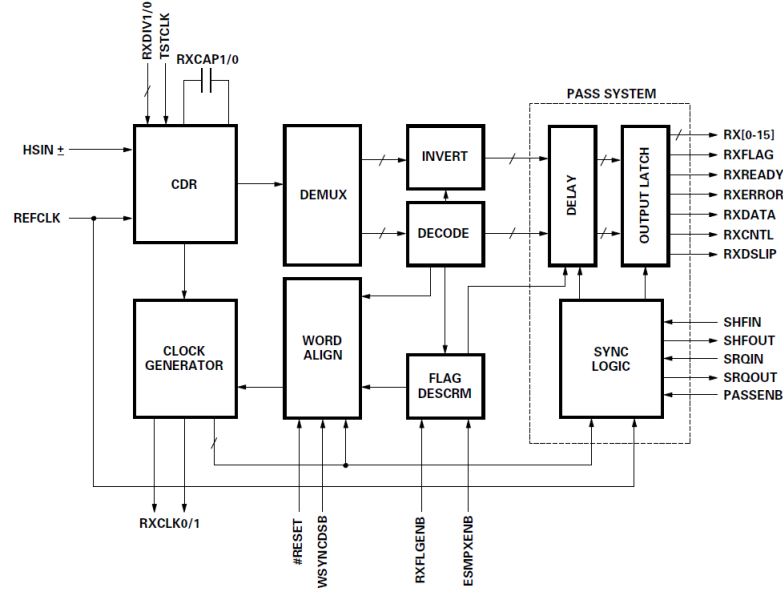 RXDIV1/0
TSTCLK
RXCAP1/0
PASS SYSTEM
HSIN ±
REFCLK
CDR
DEMUX
INVERT
DECODE
DELAY
OUTPUT LATCH
RX[0-15]
RXFLAG
RXREADY
RXERROR
RXDATA
RXCNTL
RXDSLIP
CLOCK
GENERATOR
WORD
ALIGN
FLAG
DESCRM
SYNC
LOGIC
SHFIN
SHFOUT
SRQIN
SRQOUT
PASSENB
RXCLK0/1
#RESET
WSYNCDSB
RXFLGENB
ESMPXENB